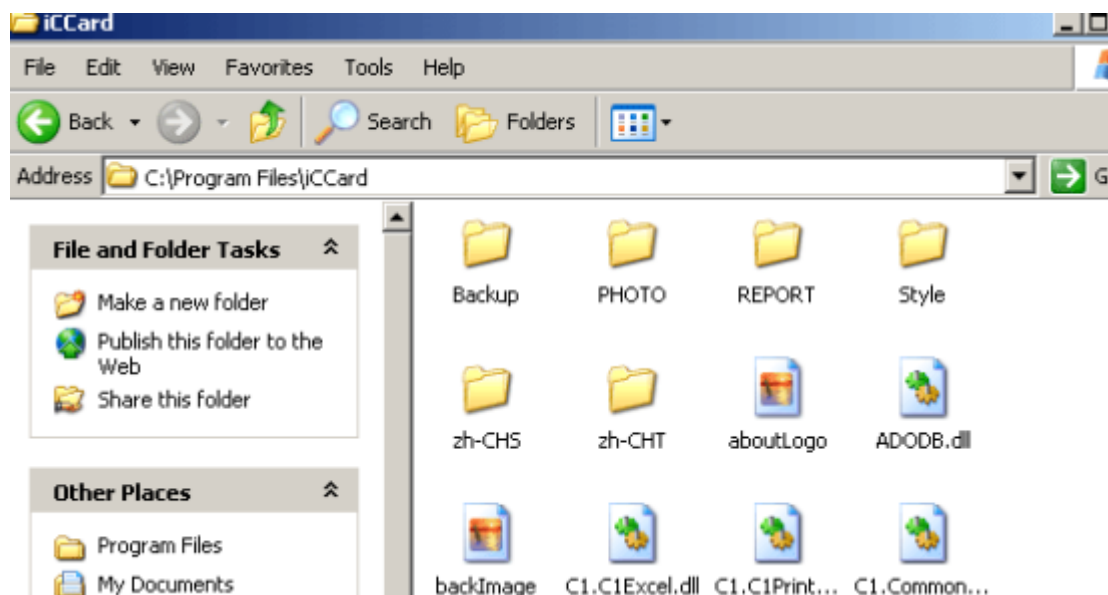 iCCard
File Edit View Favorites Tools Help
Back Search Folders
Address C:\Program Files\iCCard G
File and Folder Tasks
Make a new folder
Publish this folder to the
Web
Share this folder
Other Places
Program Files
My Documents
Backup PHOTO REPORT Style
zh-CHS zh-CHT aboutLogo ADODB.dll
backImage C1.C1Excel.dll C1.C1Print... C1.Common...